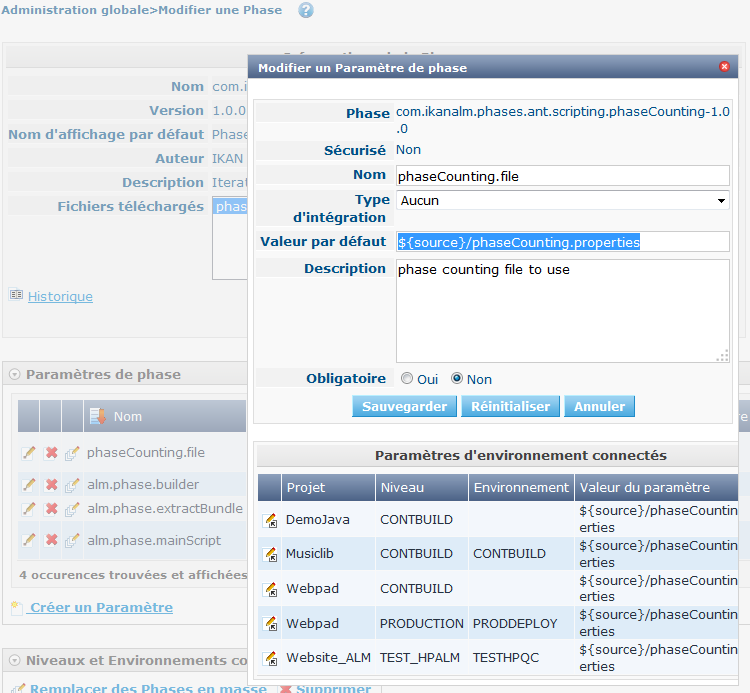 Administration globale>Modifier une Phase
Modifier un Paramètre de phase
Nom com.i
Version 1.0.0
Nom d'affichage par défaut Phase
Auteur IKAN
Description Iterat
Fichiers téléchargés phas
Historique
Phase com.ikanalm.phases.ant.scripting.phaseCounting-1.0
.0
Sécurisé Non
Nom phaseCounting.file
Type Aucun
d'intégration
Valeur par défaut ${source}/phaseCounting.properties
Description phase counting file to use
Obligatoire Oui Non
Sauvegarder Réinitialiser Annuler
Paramètres de phase
Nom
phaseCounting.file
alm.phase.builder
alm.phase.extractBundle
alm.phase.mainScript
4 occurences trouvées et affichées
Créer un Paramètre
Paramètres d'environnement connectés
Projet Niveau Environnement Valeur du paramètre
DemoJava CONTBUILD ${source}/phaseCountin
erties
Musiclib CONTBUILD CONTBUILD ${source}/phaseCountin
erties
Webpad CONTBUILD ${source}/phaseCountin
erties
Webpad PRODUCTION PRODDEPLOY ${source}/phaseCountin
erties
Website_ALM TEST_HPALM TESTHPQC ${source}/phaseCountin
erties
Niveaux et Environnements co
Remplacer des Phases en masse Supprimer